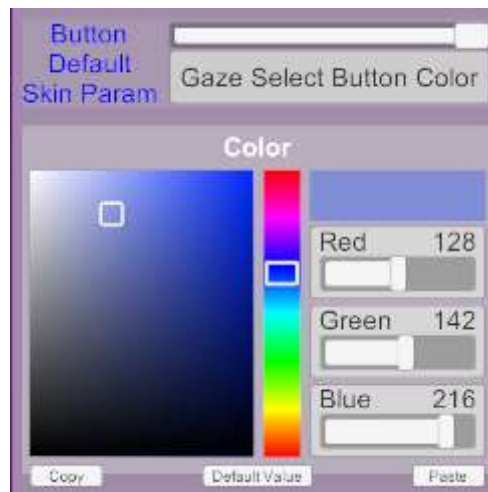 Button
Default
Skin Param
Gaze Select Button Color
Color
Red 128
Green 142
Blue 216
Copy
Default Value
Paste